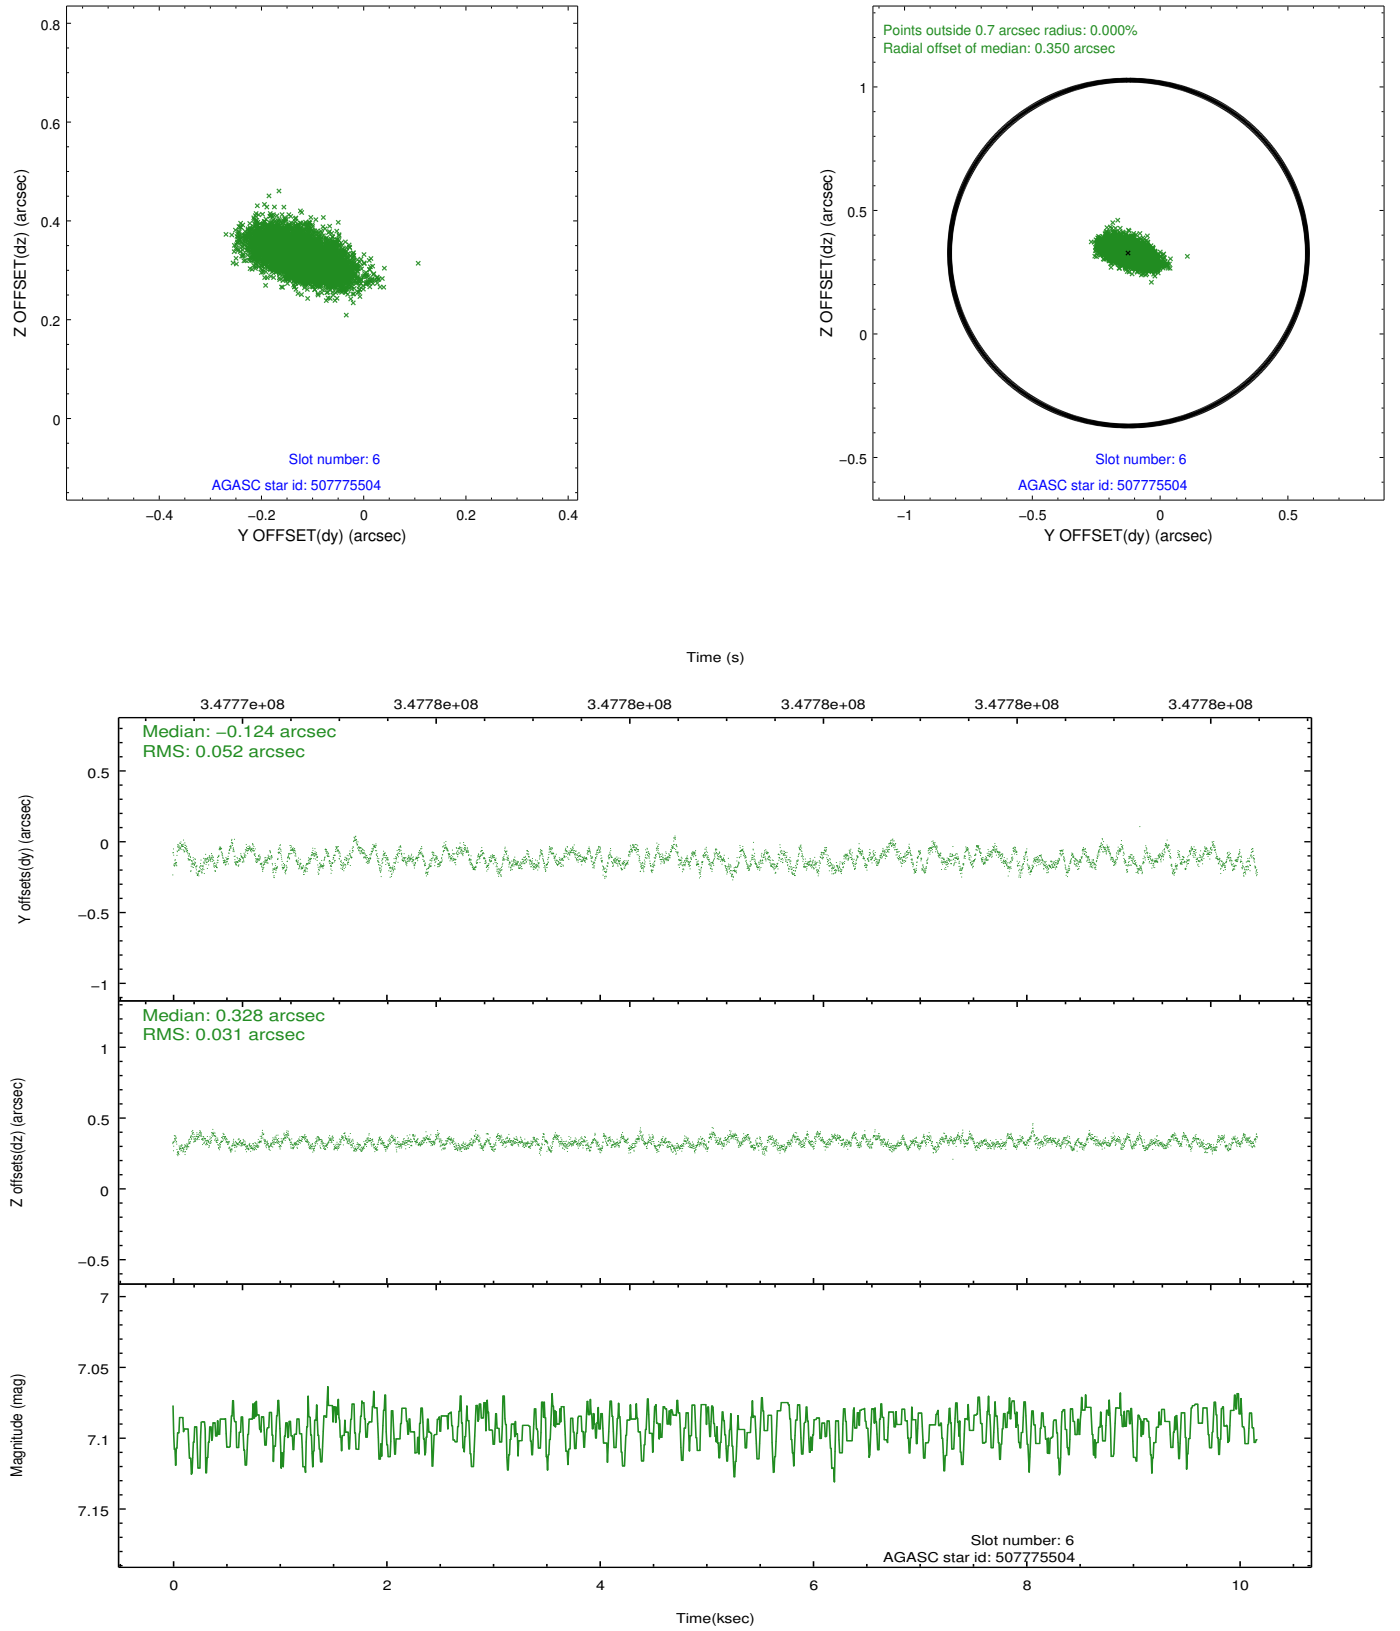 0.8
0.6
0.4
0.2
0
−0.4
−0.2
0
0.2
0.4
Z OFFSET(dz) (arcsec)
Y OFFSET(dy) (arcsec)
Slot number: 6
AGASC star id: 507775504
Points outside 0.7 arcsec radius: 0.000%
Radial offset of median: 0.350 arcsec
1
0.5
0
−0.5
−1
−0.5
0
0.5
Z OFFSET(dz) (arcsec)
Y OFFSET(dy) (arcsec)
Slot number: 6
AGASC star id: 507775504
Time (s)
3.4777e+08
3.4778e+08
3.4778e+08
3.4778e+08
3.4778e+08
3.4778e+08
Median: −0.124 arcsec
RMS: 0.052 arcsec
0.5
0
−0.5
−1
Y offsets(dy) (arcsec)
Median: 0.328 arcsec
RMS: 0.031 arcsec
1
0.5
0
−0.5
Z offsets(dz) (arcsec)
7
7.05
7.1
7.15
Magnitude (mag)
Slot number: 6
AGASC star id: 507775504
0
2
4
6
8
10
Time(ksec)